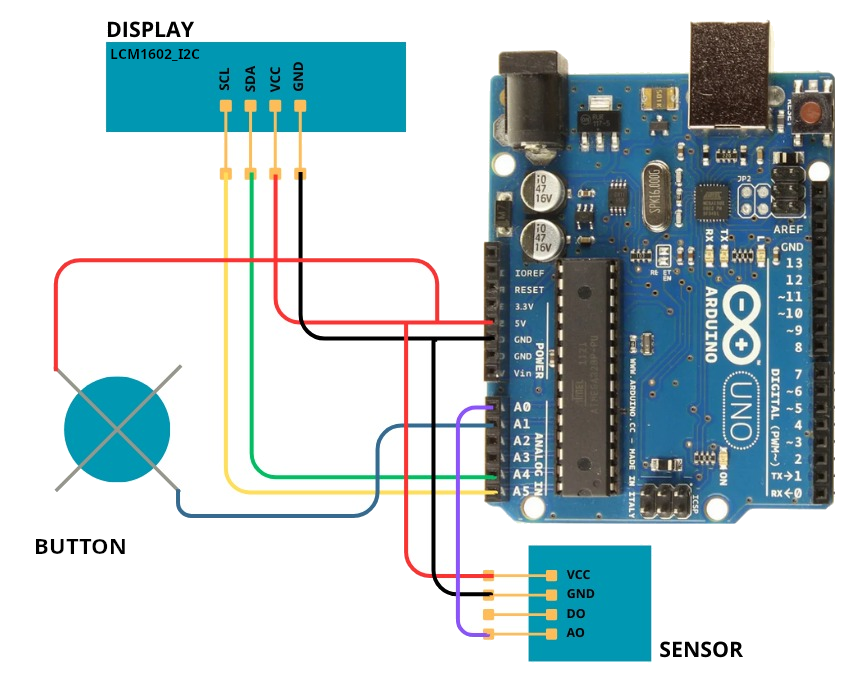 DISPLAY
LCM1602_I2C
SCL
SDA
VCC
GND
47
16V
47
16V
SPK16.000G
RESET
JP2
RX
TX
L
AREF
GND
13
12
~11
~10
~9
8
7
~6
~5
4
~3
2
TX→1
RX←0
DIGITAL (PWM~)
IOREF
RESET
3.3V
5V
GND
GND
Vin
POWER
A0
A1
A2
A3
A4
A5
ANALOG IN
ARDUINO
UNO
WWW.ARDUINO.CC - MADE IN ITALY
ON
ICSP
BUTTON
VCC
GND
DO
AO
SENSOR